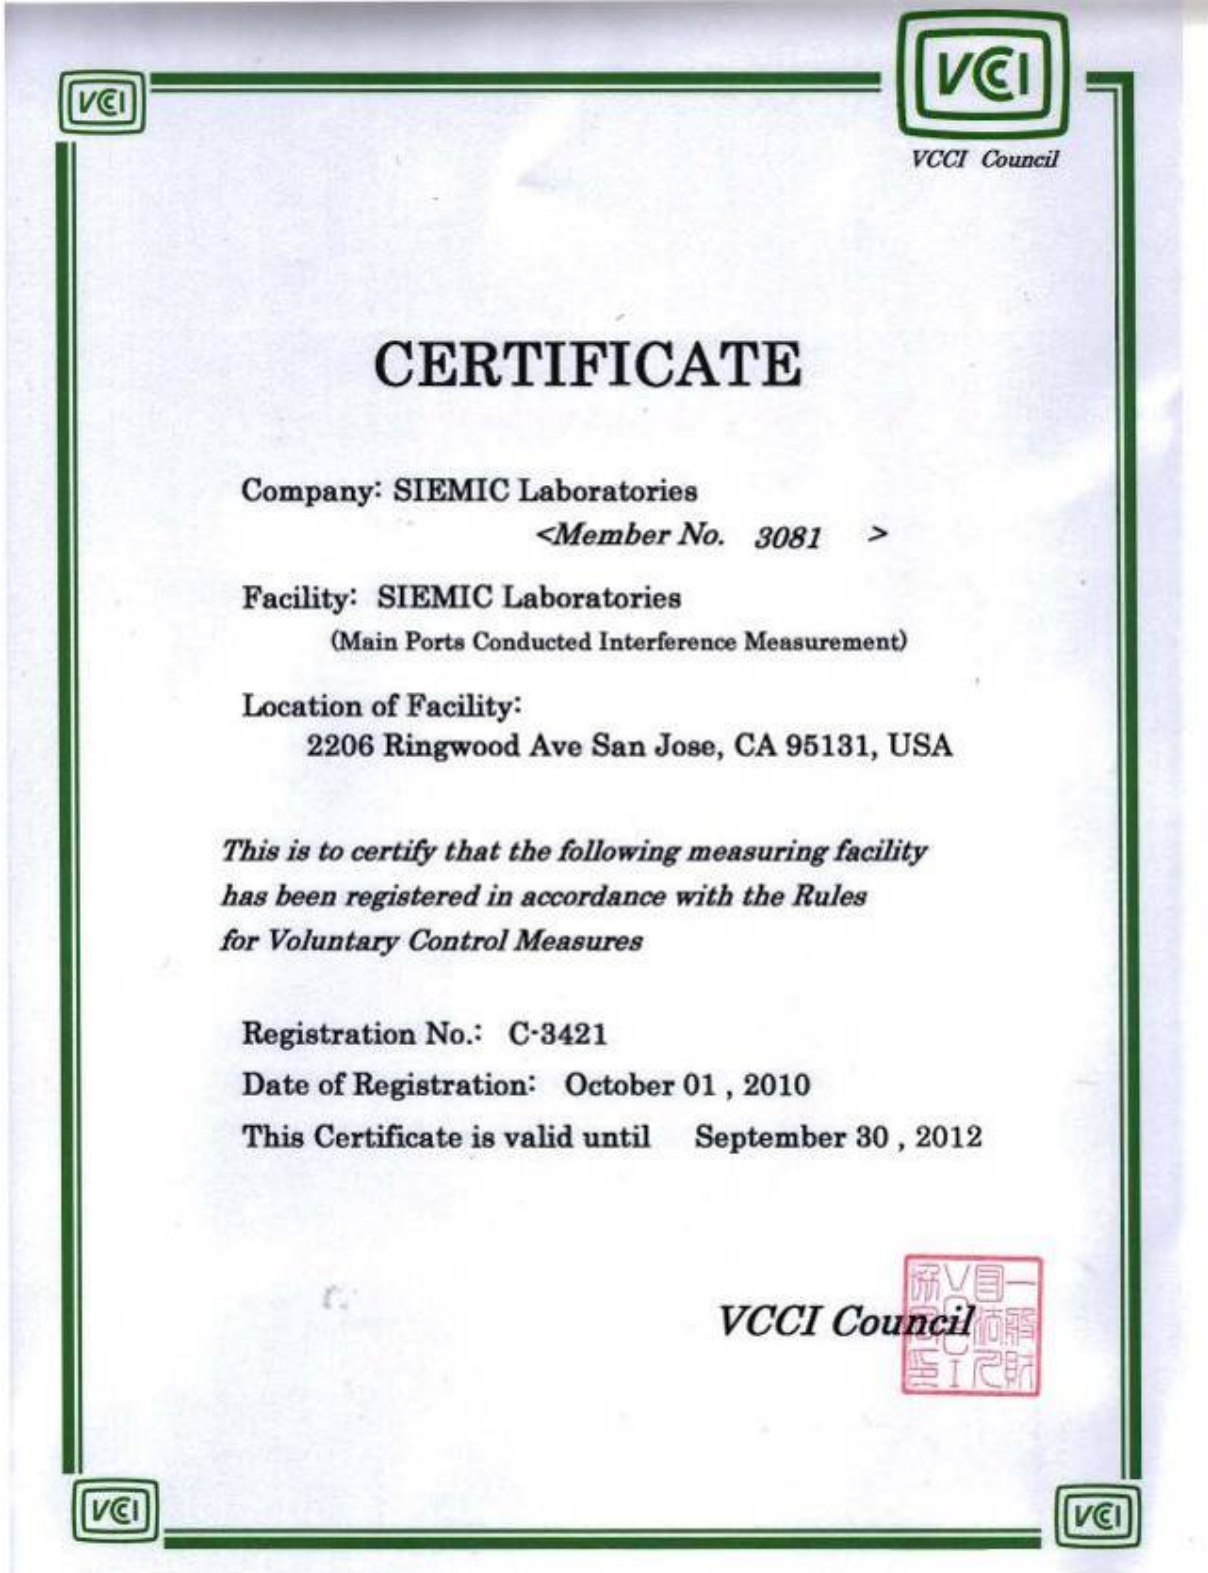 VCCI
VCCI
VCCI Council
CERTIFICATE
Company: SIEMIC Laboratories
<Member No. 3081 >
Facility: SIEMIC Laboratories
(Main Ports Conducted Interference Measurement)
Location of Facility:
2206 Ringwood Ave San Jose, CA 95131, USA
This is to certify that the following measuring facility
has been registered in accordance with the Rules
for Voluntary Control Measures
Registration No.: C-3421
Date of Registration: October 01 , 2010
This Certificate is valid until September 30 , 2012
VCCI Council
VCCI
VCCI